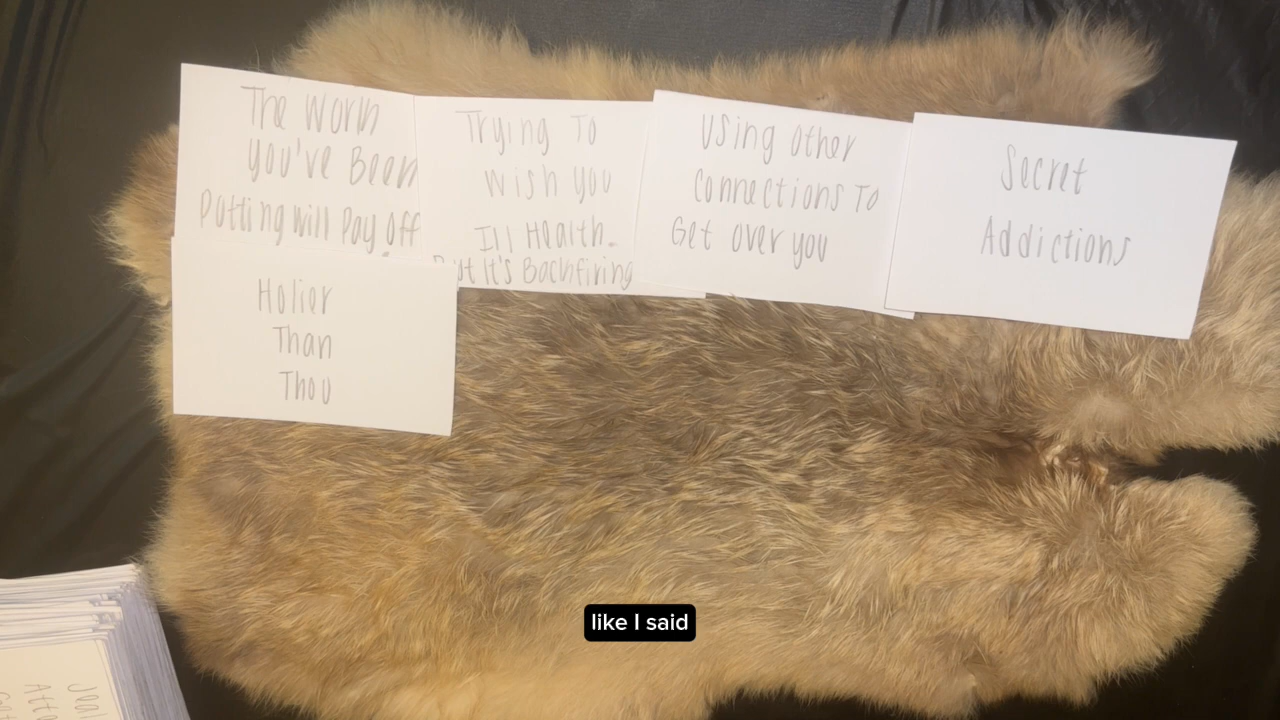 The Work
You've Been
Putting Will Pay Off
Trying To
Wish You
Ill Health.
But It's Backfiring
Using Other
Connections To
Get Over You
Secret
Addictions
Holier
Than
Thou
like I said